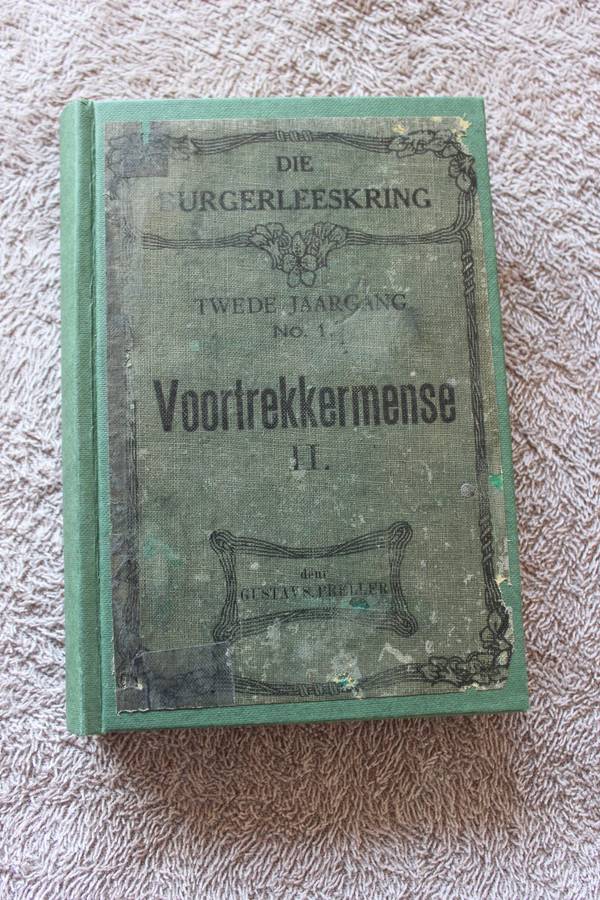 DIE
BURGERLEESKRING
TWEDE JAARGANG
No. 1.
Voortrekkermense
II.
deur
GUSTAV S. PRELLER